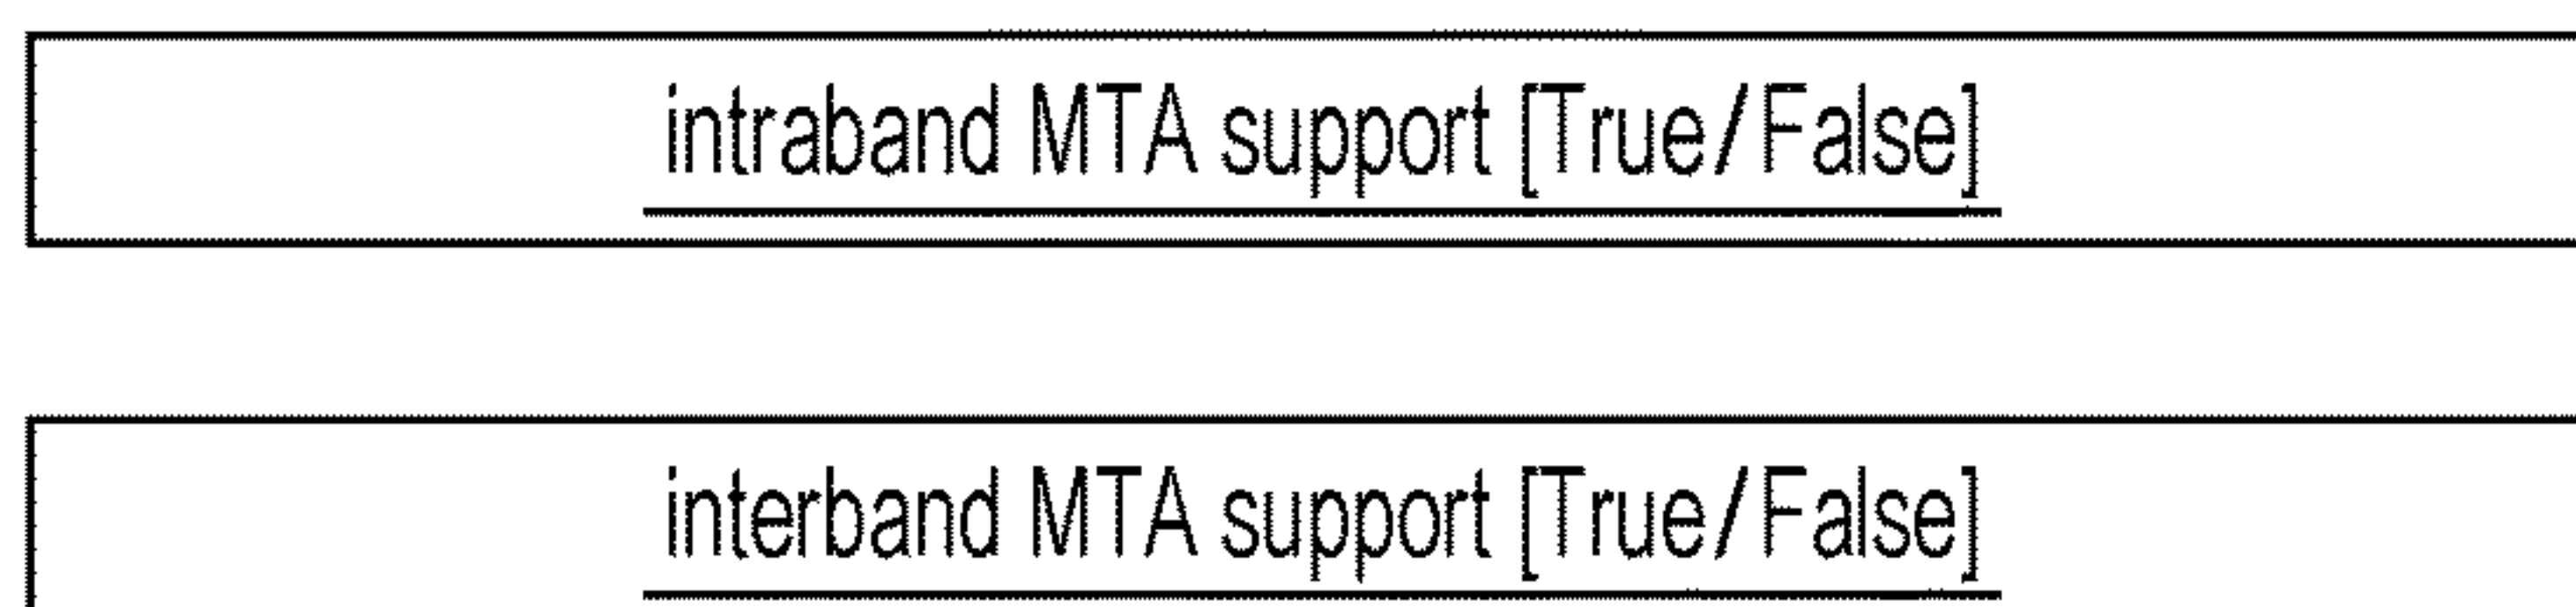 intraband MTA support [True/False]
interband MTA support [True/False]